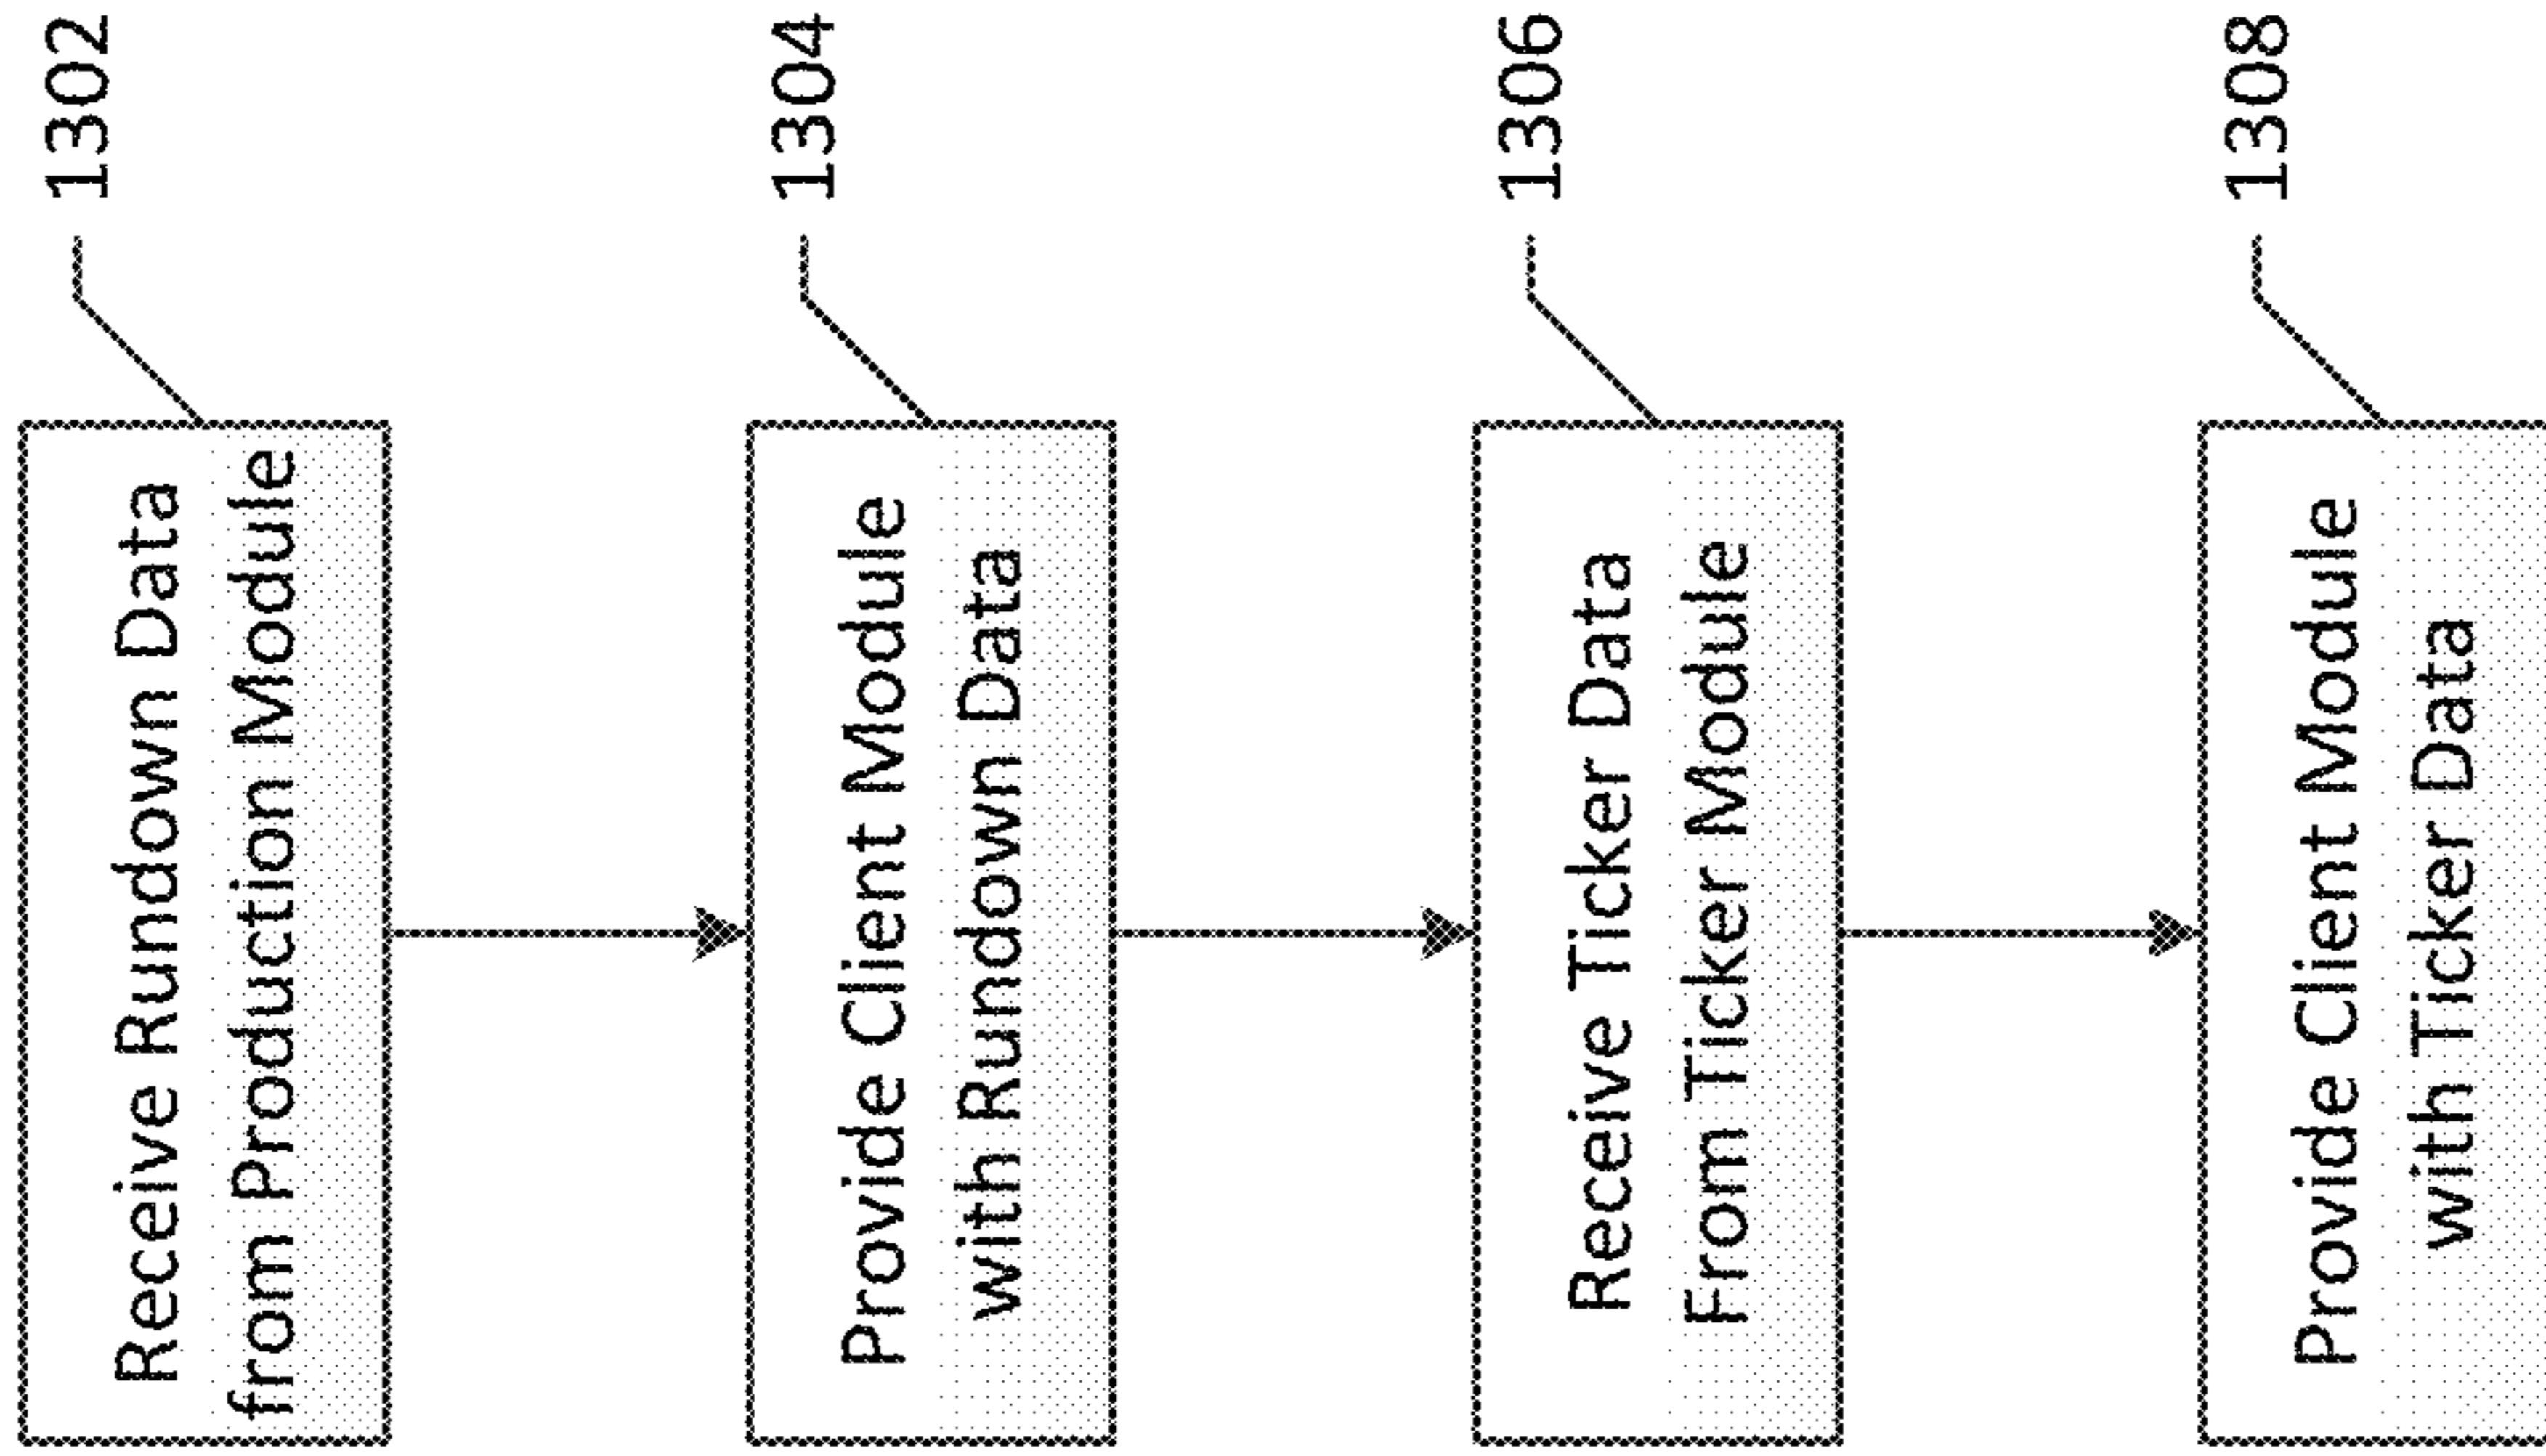 1302
Receive Rundown Data
from Production Module
1304
Provide Client Module
with Rundown Data
1306
Receive Ticker Data
From Ticker Module
1308
Provide Client Module
with Ticker Data